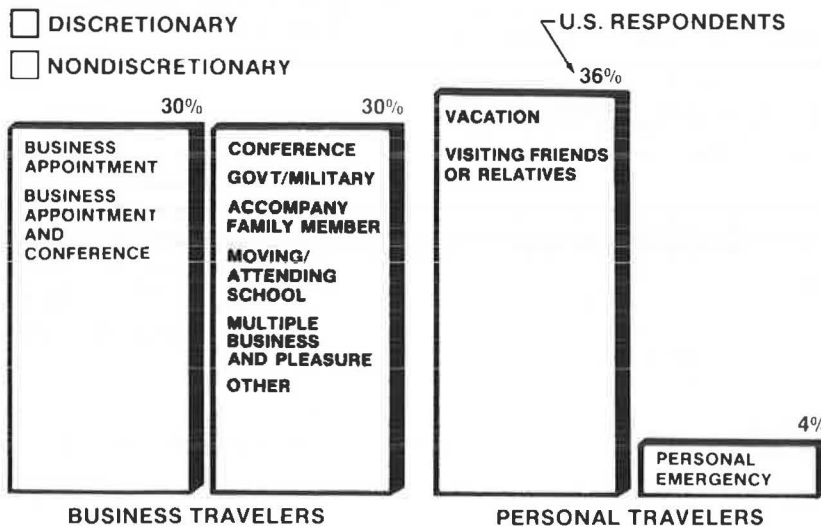 DISCRETIONARY
NONDISCRETIONARY
U.S. RESPONDENTS
30%
30%
36%
4%
BUSINESS
APPOINTMENT
BUSINESS
APPOINTMENT
AND
CONFERENCE
CONFERENCE
GOVT/MILITARY
ACCOMPANY
FAMILY MEMBER
MOVING/
ATTENDING
SCHOOL
MULTIPLE
BUSINESS
AND PLEASURE
OTHER
VACATION
VISITING FRIENDS
OR RELATIVES
PERSONAL
EMERGENCY
BUSINESS TRAVELERS
PERSONAL TRAVELERS